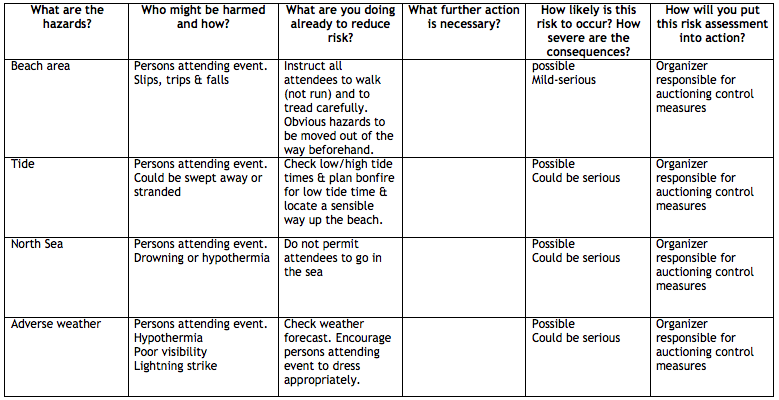 What are the hazards?
Who might be harmed and how?
What are you doing already to reduce risk?
What further action is necessary?
How likely is this risk to occur? How severe are the consequences?
How will you put this risk assessment into action?
Beach area
Persons attending event.
Slips, trips & falls
Instruct all
attendees to walk
(not run) and to
tread carefully.
Obvious hazards to
be moved out of the
way beforehand.
possible
Mild-serious
Organizer
responsible for
auctioning control
measures
Tide
Persons attending event.
Could be swept away or
stranded
Check low/high tide
times & plan bonfire
for low tide time &
locate a sensible
way up the beach.
Possible
Could be serious
Organizer
responsible for
auctioning control
measures
North Sea
Persons attending event.
Drowning or hypothermia
Do not permit
attendees to go in
the sea
Possible
Could be serious
Organizer
responsible for
auctioning control
measures
Adverse weather
Persons attending event.
Hypothermia
Poor visibility
Lightning strike
Check weather
forecast. Encourage
persons attending
event to dress
appropriately.
Possible
Could be serious
Organizer
responsible for
auctioning control
measures